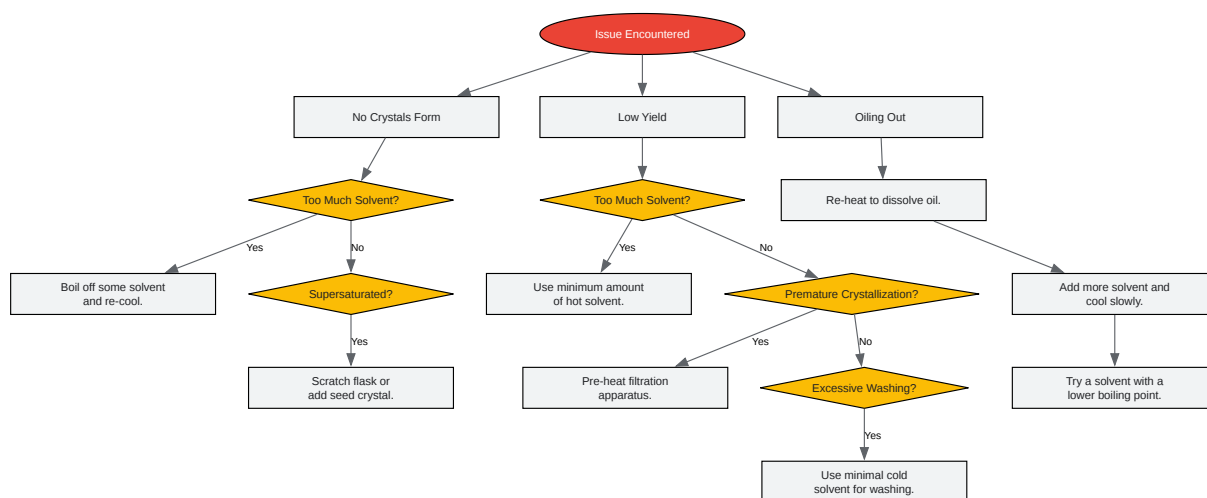 Issue Encountered
No Crystals Form
Low Yield
Oiling Out
Too Much Solvent?
Too Much Solvent?
Re-heat to dissolve oil.
Yes
No
Yes
No
Boil off some solvent
and re-cool.
Supersaturated?
Use minimum amount
of hot solvent.
Premature Crystallization?
Add more solvent and
cool slowly.
Yes
Yes
No
Scratch flask or
add seed crystal.
Pre-heat filtration
apparatus.
Excessive Washing?
Try a solvent with a
lower boiling point.
Yes
Use minimal cold
solvent for washing.